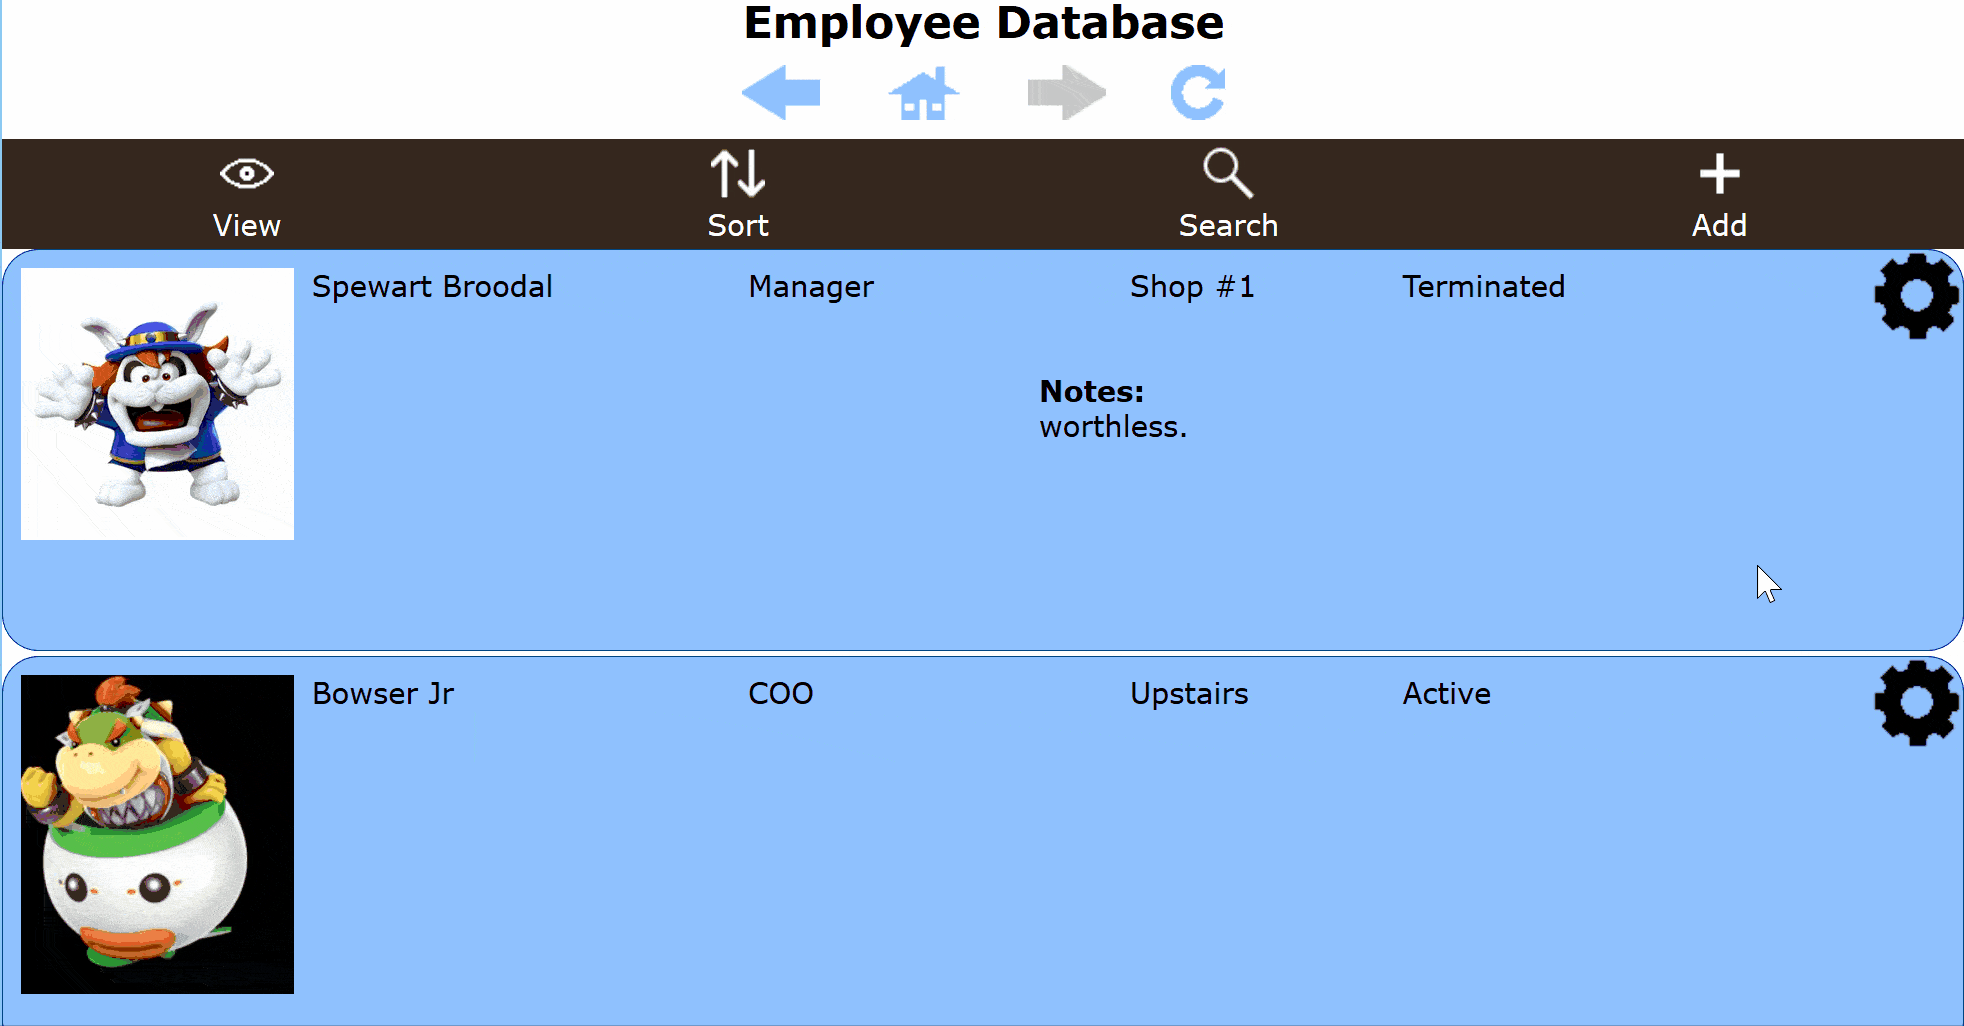 Employee Database
View Sort Search Add
Spewart Broodal Manager Shop #1 Terminated
Notes:
worthless.
Bowser Jr COO Upstairs Active